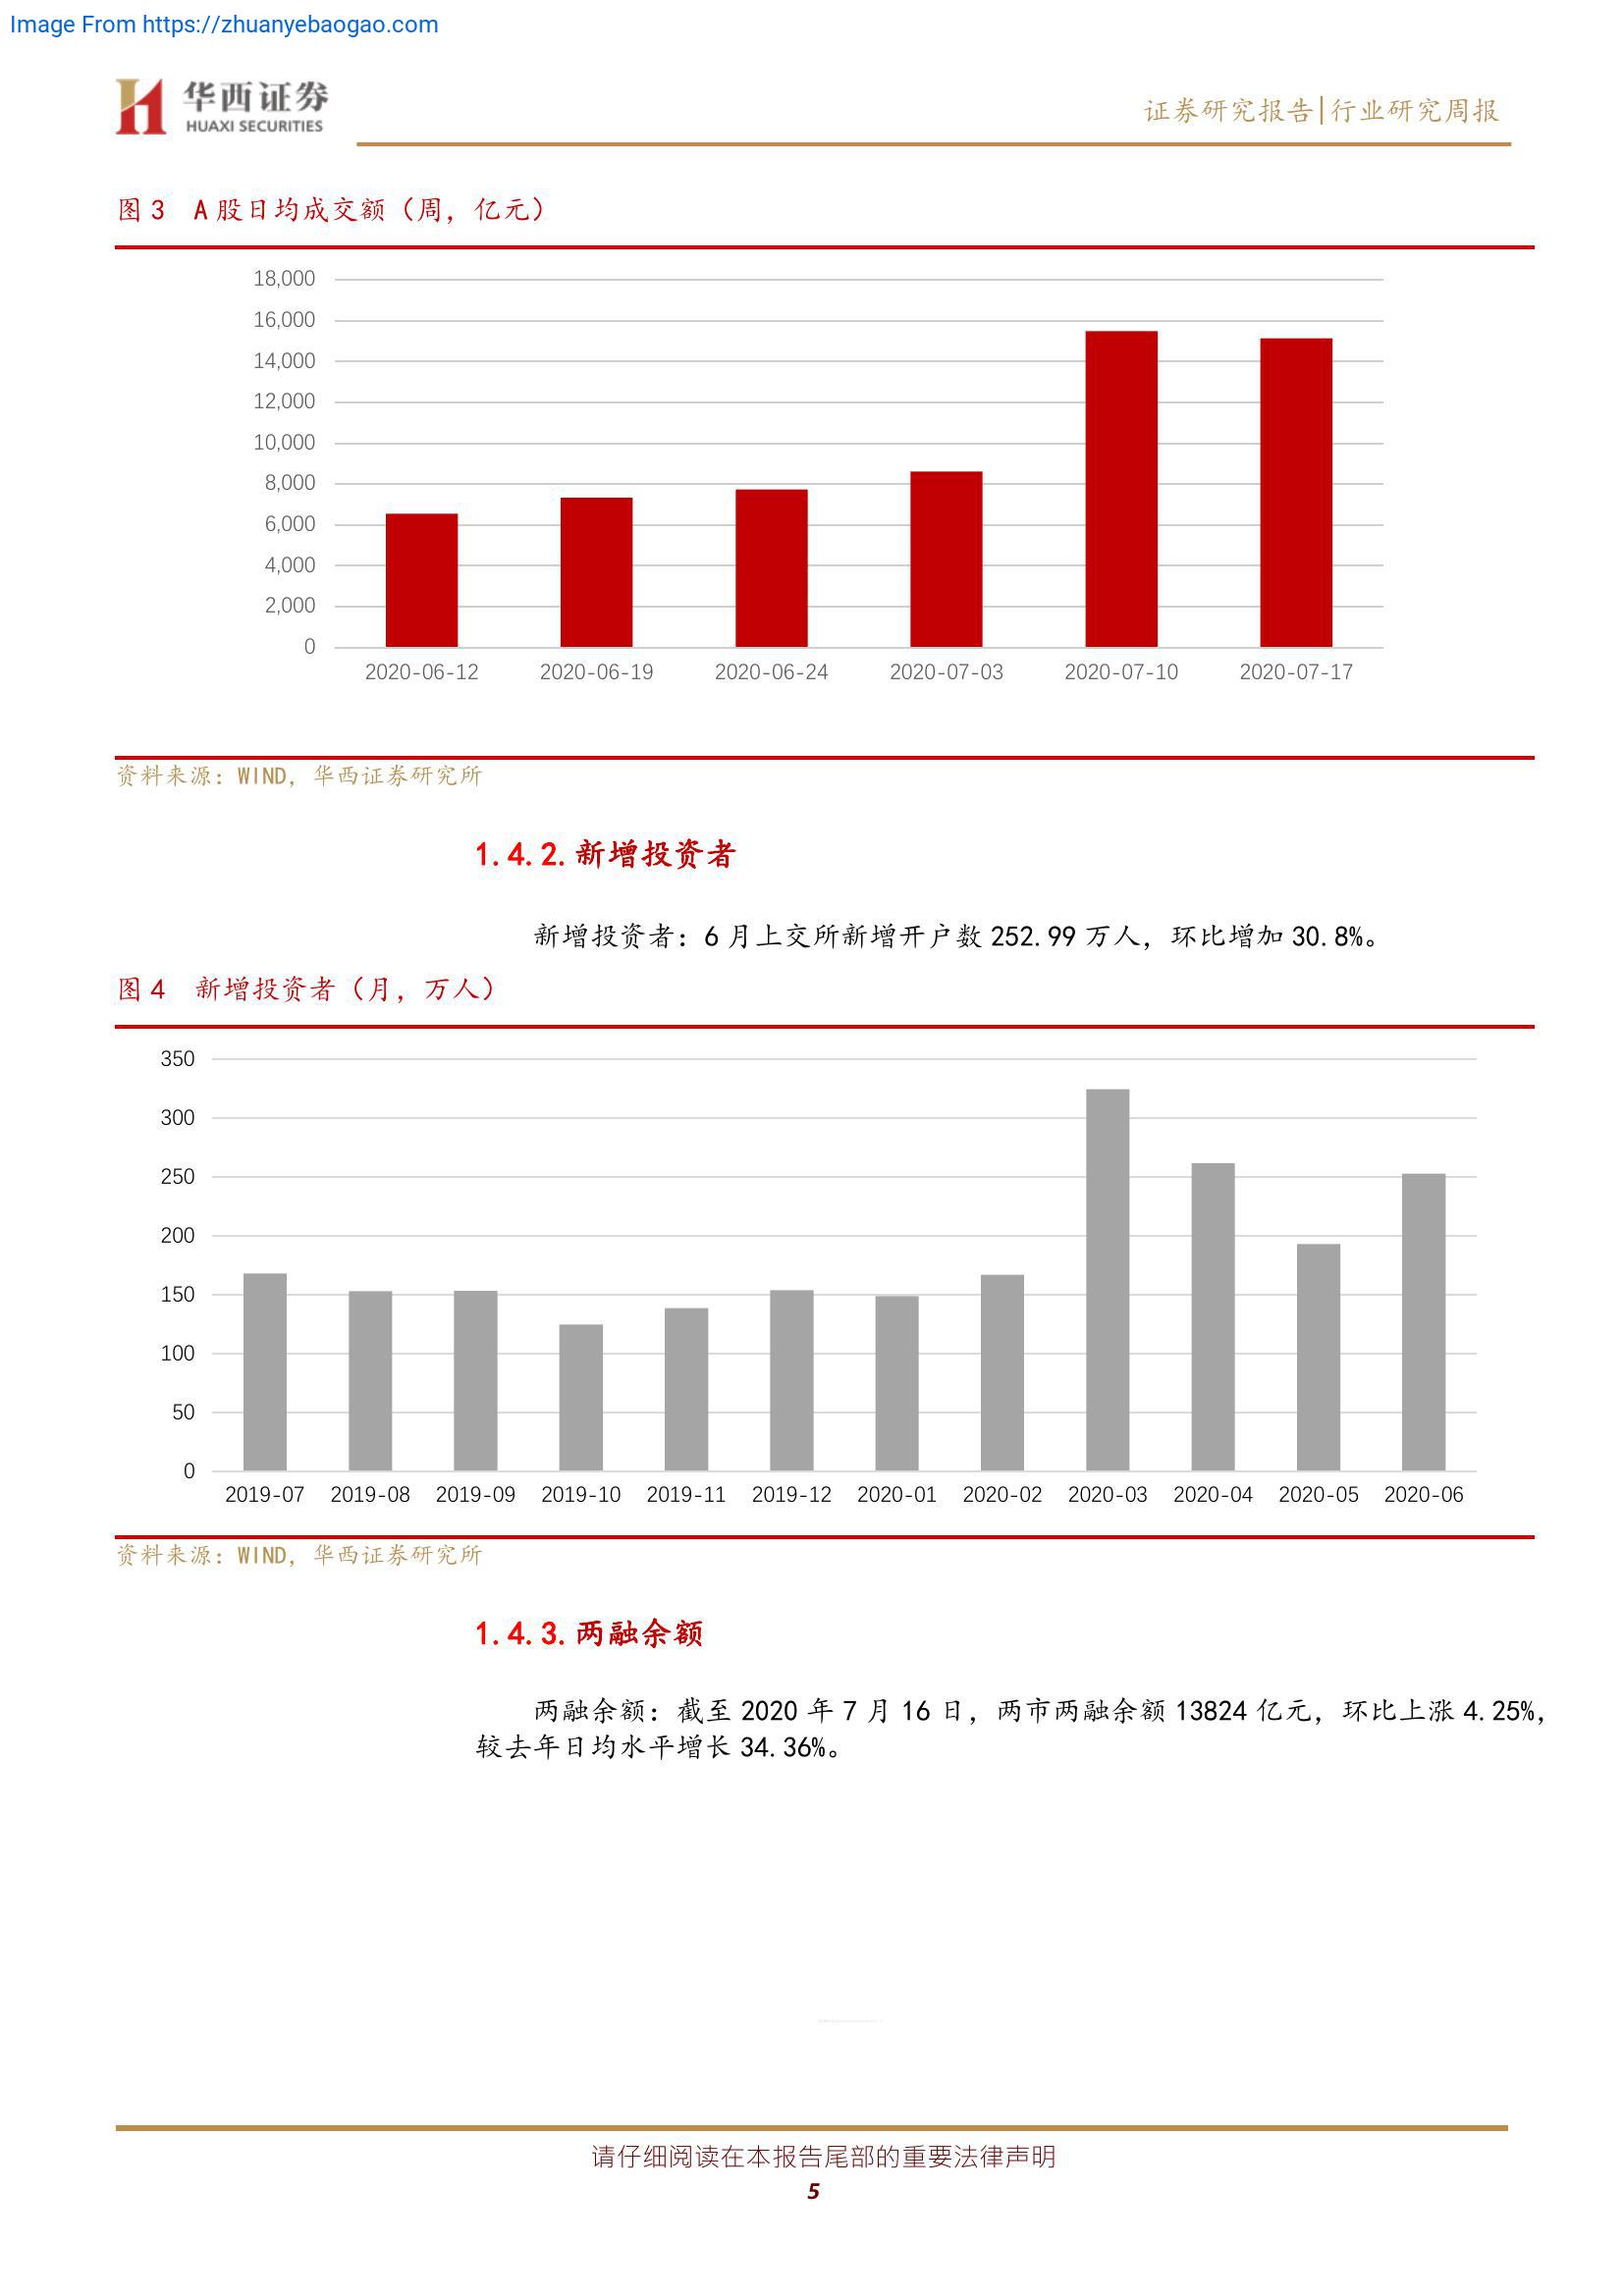 Image From https://zhuanyebaogao.com
华西证券
HUAXI SECURITIES
证券研究报告|行业研究周报
图 3 A 股日均成交额（周，亿元）
18,000
16,000
14,000
12,000
10,000
8,000
6,000
4,000
2,000
0
2020-06-12 2020-06-19 2020-06-24 2020-07-03 2020-07-10 2020-07-17
资料来源：WIND，华西证券研究所
1.4.2.新增投资者
新增投资者：6 月上交所新增开户数 252.99 万人，环比增加 30.8%。
图 4 新增投资者（月，万人）
350
300
250
200
150
100
50
0
2019-07 2019-08 2019-09 2019-10 2019-11 2019-12 2020-01 2020-02 2020-03 2020-04 2020-05 2020-06
资料来源：WIND，华西证券研究所
1.4.3.两融余额
两融余额：截至 2020 年 7 月 16 日，两市两融余额 13824 亿元，环比上涨 4.25%，
较去年日均水平增长 34.36%。
请仔细阅读在本报告尾部的重要法律声明
5